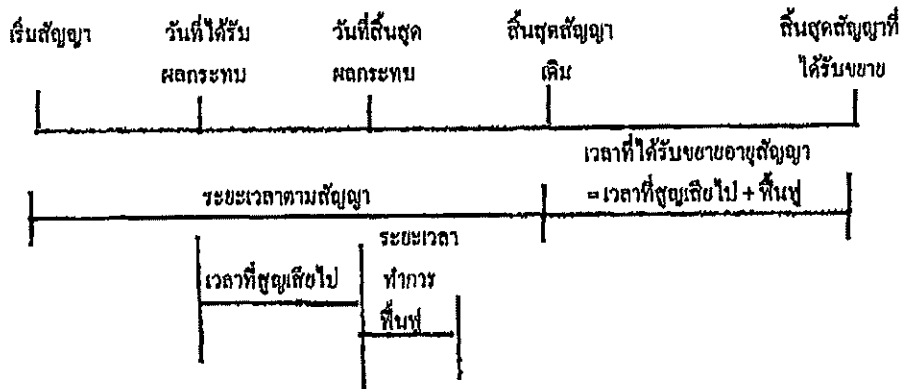 เริ่มสัญญา
วันที่ได้รับ
ผลกระทบ
วันที่สิ้นสุด
ผลกระทบ
สิ้นสุดสัญญา
เดิม
สิ้นสุดสัญญาที่
ได้รับขยาย
เวลาที่ได้รับขยายอายุสัญญา
= เวลาที่สูญเสียไป + ฟื้นฟู
ระยะเวลาตามสัญญา
เวลาที่สูญเสียไป
ระยะเวลา
ทำการ
ฟื้นฟู